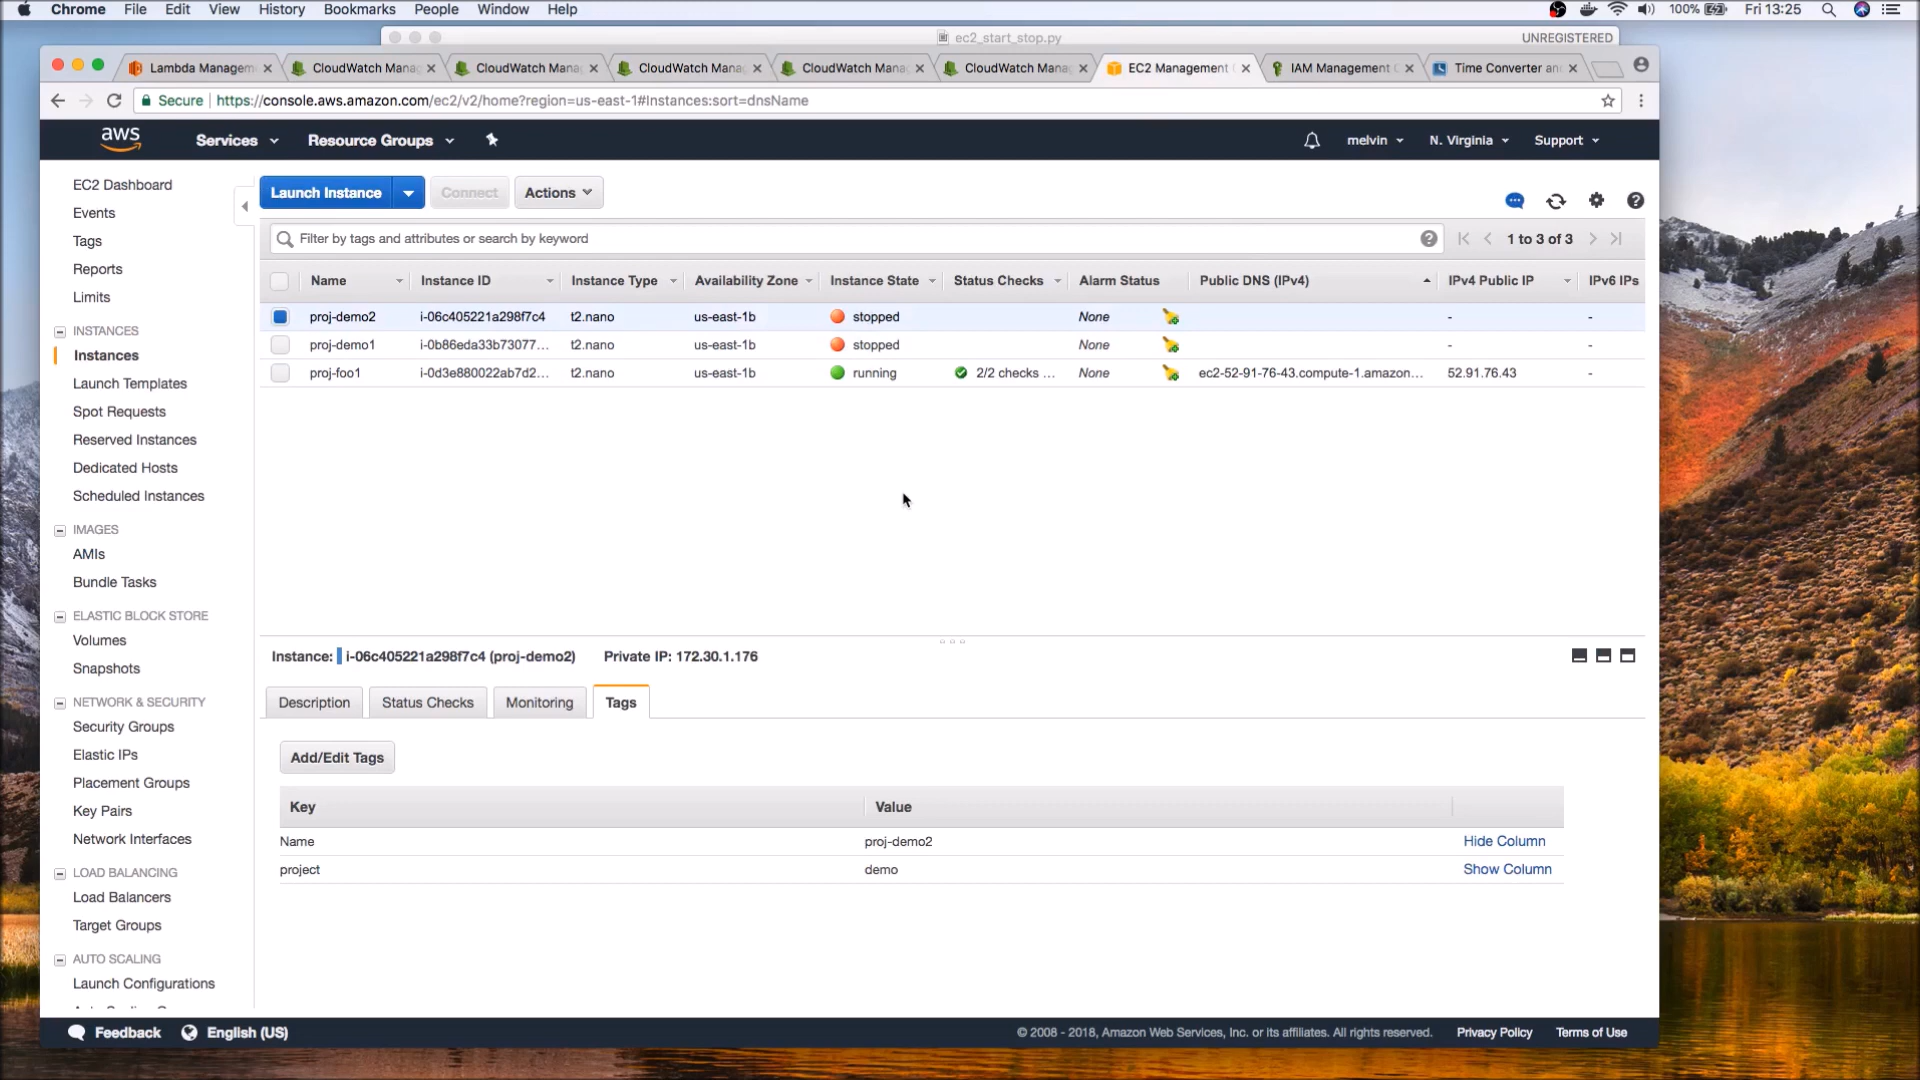 Chrome File Edit View History Bookmarks People Window Help 100% Fri 13:25
ec2_start_stop.py UNREGISTERED
Lambda Managem CloudWatch Mana CloudWatch Mana CloudWatch Mana CloudWatch Mana CloudWatch Mana EC2 Management IAM Management C Time Converter an
Secure https://console.aws.amazon.com/ec2/v2/home?region=us-east-1#Instances:sort=dnsName
aws Services Resource Groups melvin N. Virginia Support
EC2 Dashboard
Events
Tags
Reports
Limits
INSTANCES
Instances
Launch Templates
Spot Requests
Reserved Instances
Dedicated Hosts
Scheduled Instances
IMAGES
AMIs
Bundle Tasks
ELASTIC BLOCK STORE
Volumes
Snapshots
NETWORK & SECURITY
Security Groups
Elastic IPs
Placement Groups
Key Pairs
Network Interfaces
LOAD BALANCING
Load Balancers
Target Groups
AUTO SCALING
Launch Configurations
Launch Instance Connect Actions
Filter by tags and attributes or search by keyword 1 to 3 of 3
Name Instance ID Instance Type Availability Zone Instance State Status Checks Alarm Status Public DNS (IPv4) IPv4 Public IP IPv6 IPs
proj-demo2 i-06c405221a298f7c4 t2.nano us-east-1b stopped None - -
proj-demo1 i-0b86eda33b73077... t2.nano us-east-1b stopped None - -
proj-foo1 i-0d3e880022ab7d2... t2.nano us-east-1b running 2/2 checks ... None ec2-52-91-76-43.compute-1.amazon... 52.91.76.43 -
Instance: i-06c405221a298f7c4 (proj-demo2) Private IP: 172.30.1.176
Description Status Checks Monitoring Tags
Add/Edit Tags
Key Value
Name proj-demo2 Hide Column
project demo Show Column
Feedback English (US) © 2008 - 2018, Amazon Web Services, Inc. or its affiliates. All rights reserved. Privacy Policy Terms of Use